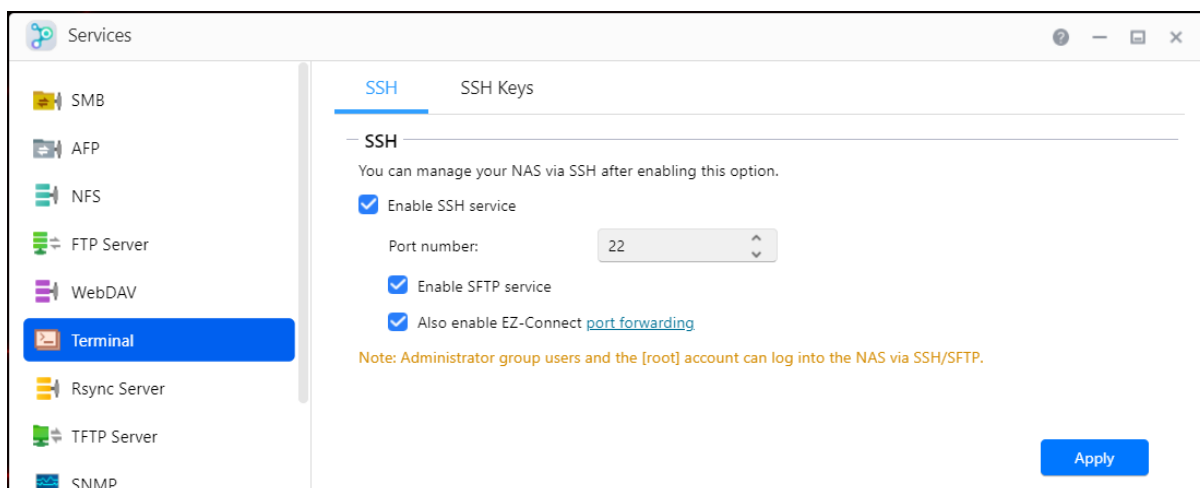 Services
SMB
AFP
NFS
FTP Server
WebDAV
Terminal
Rsync Server
TFTP Server
SNMP
SSH
SSH Keys
SSH
You can manage your NAS via SSH after enabling this option.
Enable SSH service
Port number: 22
Enable SFTP service
Also enable EZ-Connect port forwarding
Note: Administrator group users and the [root] account can log into the NAS via SSH/SFTP.
Apply